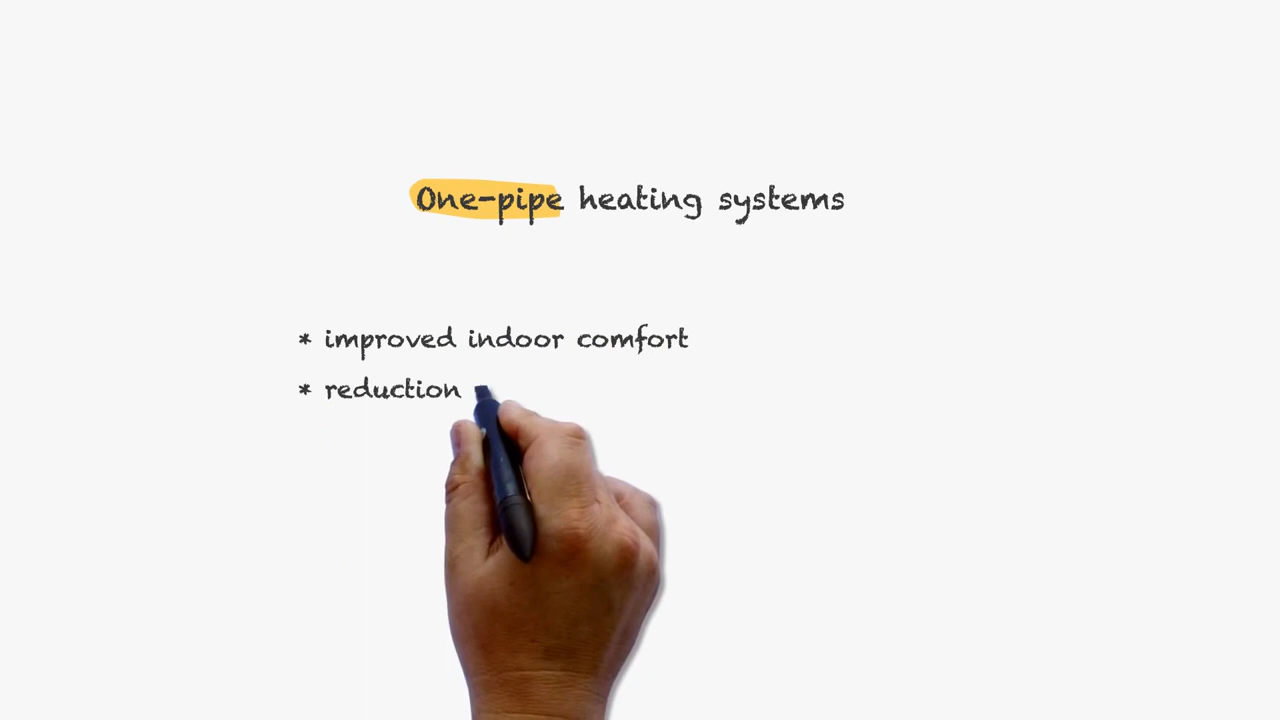 One-pipe heating systems
* improved indoor comfort
* reduction